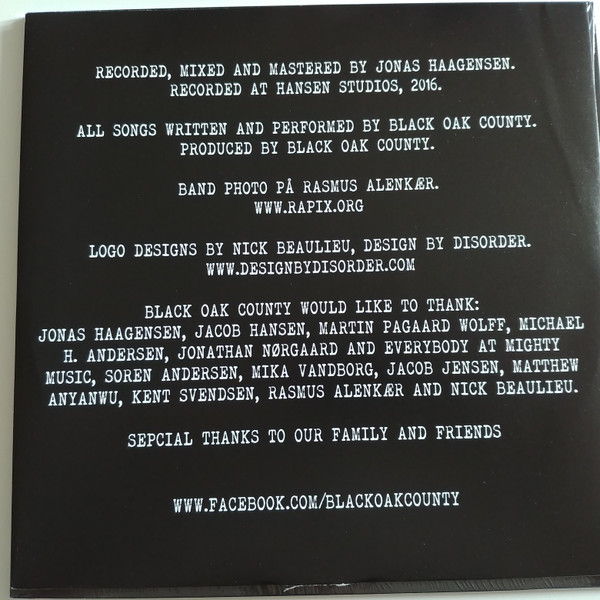 RECORDED, MIXED AND MASTERED BY JONAS HAAGENSEN.
RECORDED AT HANSEN STUDIOS, 2016.
ALL SONGS WRITTEN AND PERFORMED BY BLACK OAK COUNTY.
PRODUCED BY BLACK OAK COUNTY.
BAND PHOTO PÅ RASMUS ALENKÆR.
WWW.RAPIX.ORG
LOGO DESIGNS BY NICK BEAULIEU, DESIGN BY DISORDER.
WWW.DESIGNBYDISORDER.COM
BLACK OAK COUNTY WOULD LIKE TO THANK:
JONAS HAAGENSEN, JACOB HANSEN, MARTIN PAGAARD WOLFF, MICHAEL
H. ANDERSEN, JONATHAN NØRGAARD AND EVERYBODY AT MIGHTY
MUSIC, SOREN ANDERSEN, MIKA VANDBORG, JACOB JENSEN, MATTHEW
ANYANWU, KENT SVENDSEN, RASMUS ALENKÆR AND NICK BEAULIEU.
SEPCIAL THANKS TO OUR FAMILY AND FRIENDS
WWW.FACEBOOK.COM/BLACKOAKCOUNTY